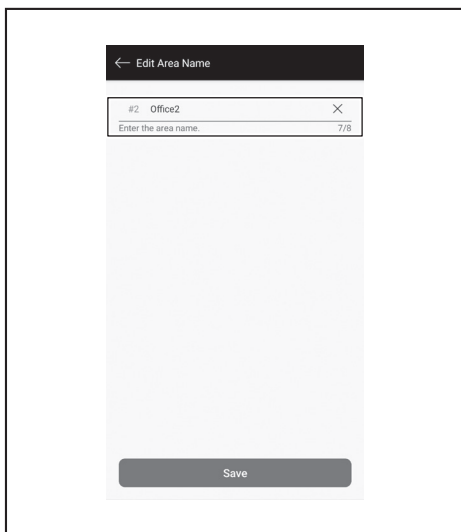 ← Edit Area Name
#2 Office2 ×
Enter the area name. 7/8
Save